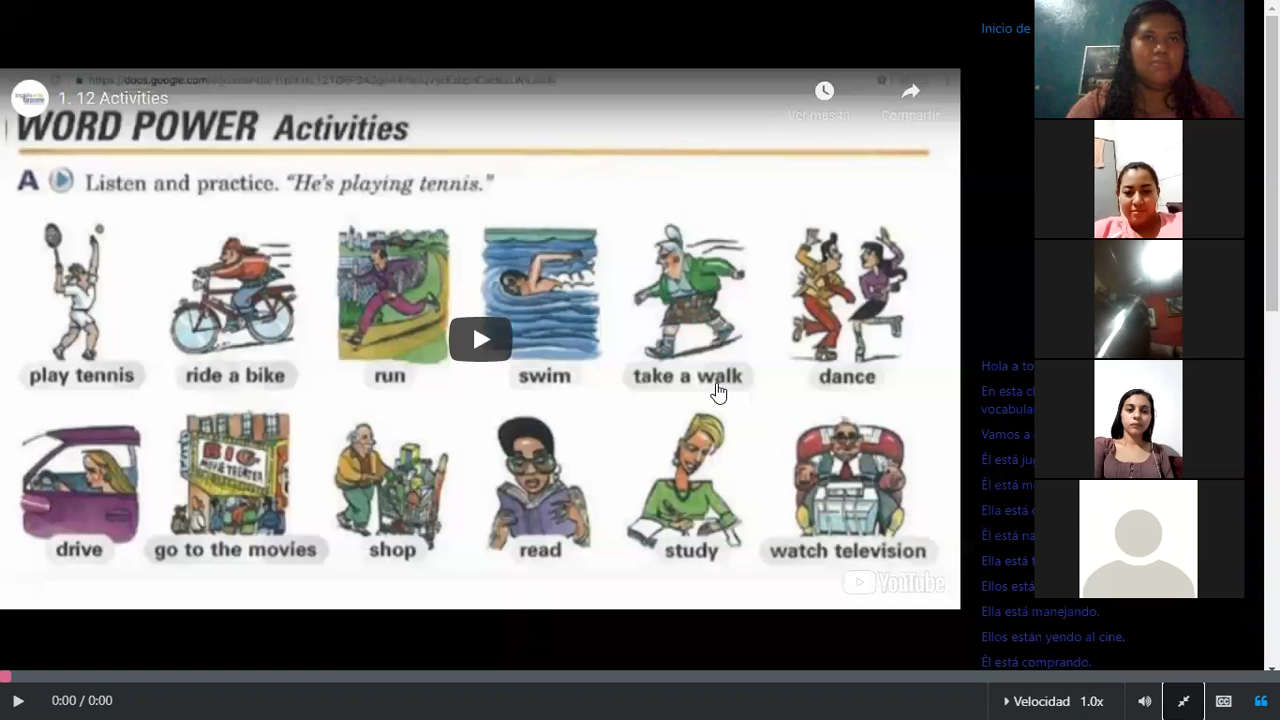 1. 12 Activities
Ver más ta
Compartir
WORD POWER Activities
A Listen and practice. "He's playing tennis."
play tennis
ride a bike
run
swim
take a walk
dance
BIG
MOVIE THEATER
drive
go to the movies
shop
read
study
watch television
YouTube
Inicio de
Hola a to
En esta cl
vocabula
Vamos a
Él está ju
Él está m
Ella está c
Él está na
Ella está t
Ellos está
Ella está manejando.
Ellos están yendo al cine.
Él está comprando.
0:00 / 0:00
Velocidad 1.0x
CC